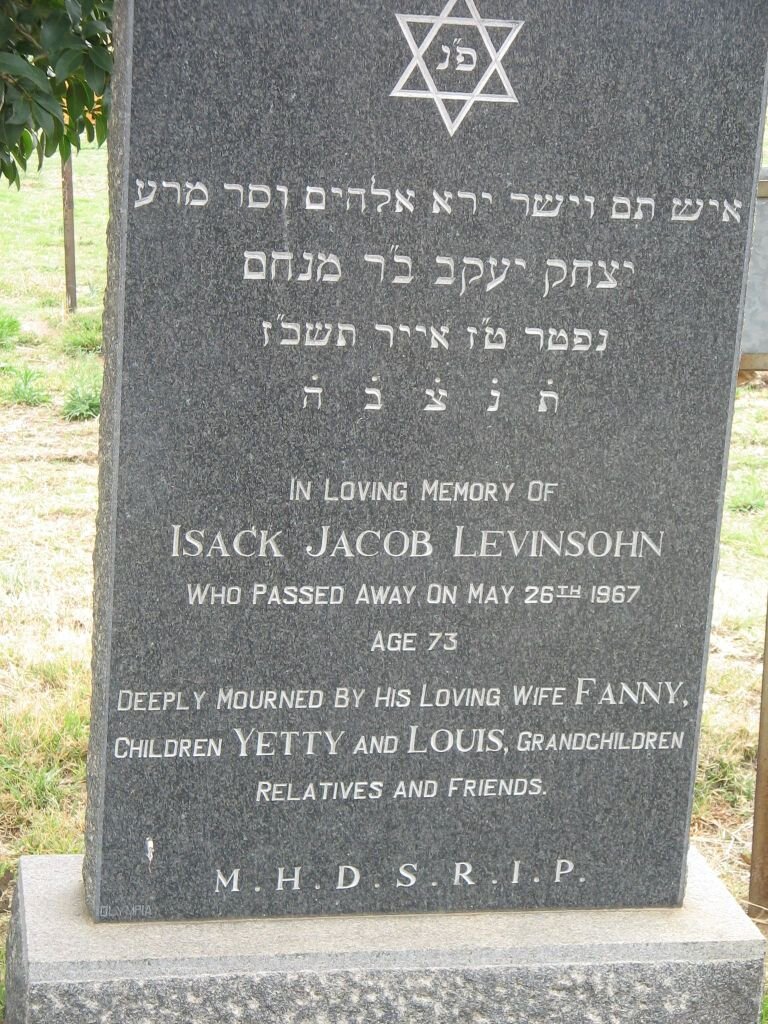 פ״נ
איש תם וישר ירא אלהים וסר מרע
יצחק יעקב ב״ר מנחם
נפטר ט״ז אייר תשכ״ז
ת׳ נ׳ צ׳ ב׳ ה׳
IN LOVING MEMORY OF
ISACK JACOB LEVINSOHN
WHO PASSED AWAY ON MAY 26TH 1967
AGE 73
DEEPLY MOURNED BY HIS LOVING WIFE FANNY,
CHILDREN YETTY AND LOUIS, GRANDCHILDREN
RELATIVES AND FRIENDS.
M.H.D.S.R.I.P.
OLYMPIA